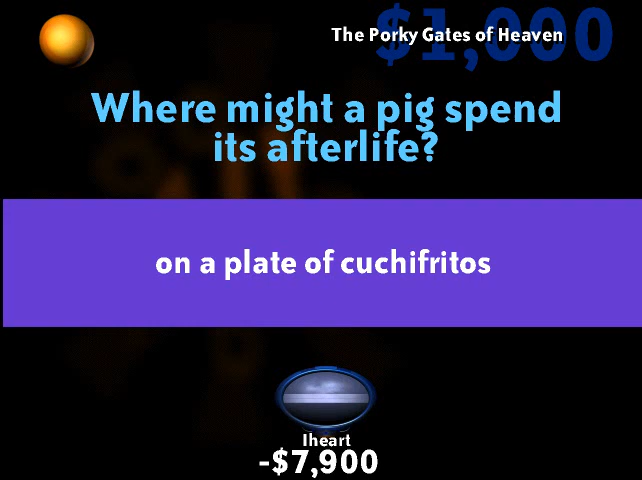 $1,000
The Porky Gates of Heaven
Where might a pig spend
its afterlife?
on a plate of cuchifritos
Iheart
-$7,900